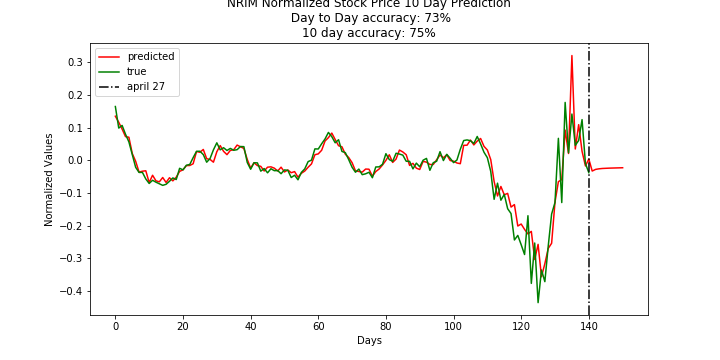 NRIM Normalized Stock Price 10 Day Prediction
Day to Day accuracy: 73%
10 day accuracy: 75%
predicted
true
april 27
Normalized Values
0.3
0.2
0.1
0.0
−0.1
−0.2
−0.3
−0.4
0 20 40 60 80 100 120 140
Days